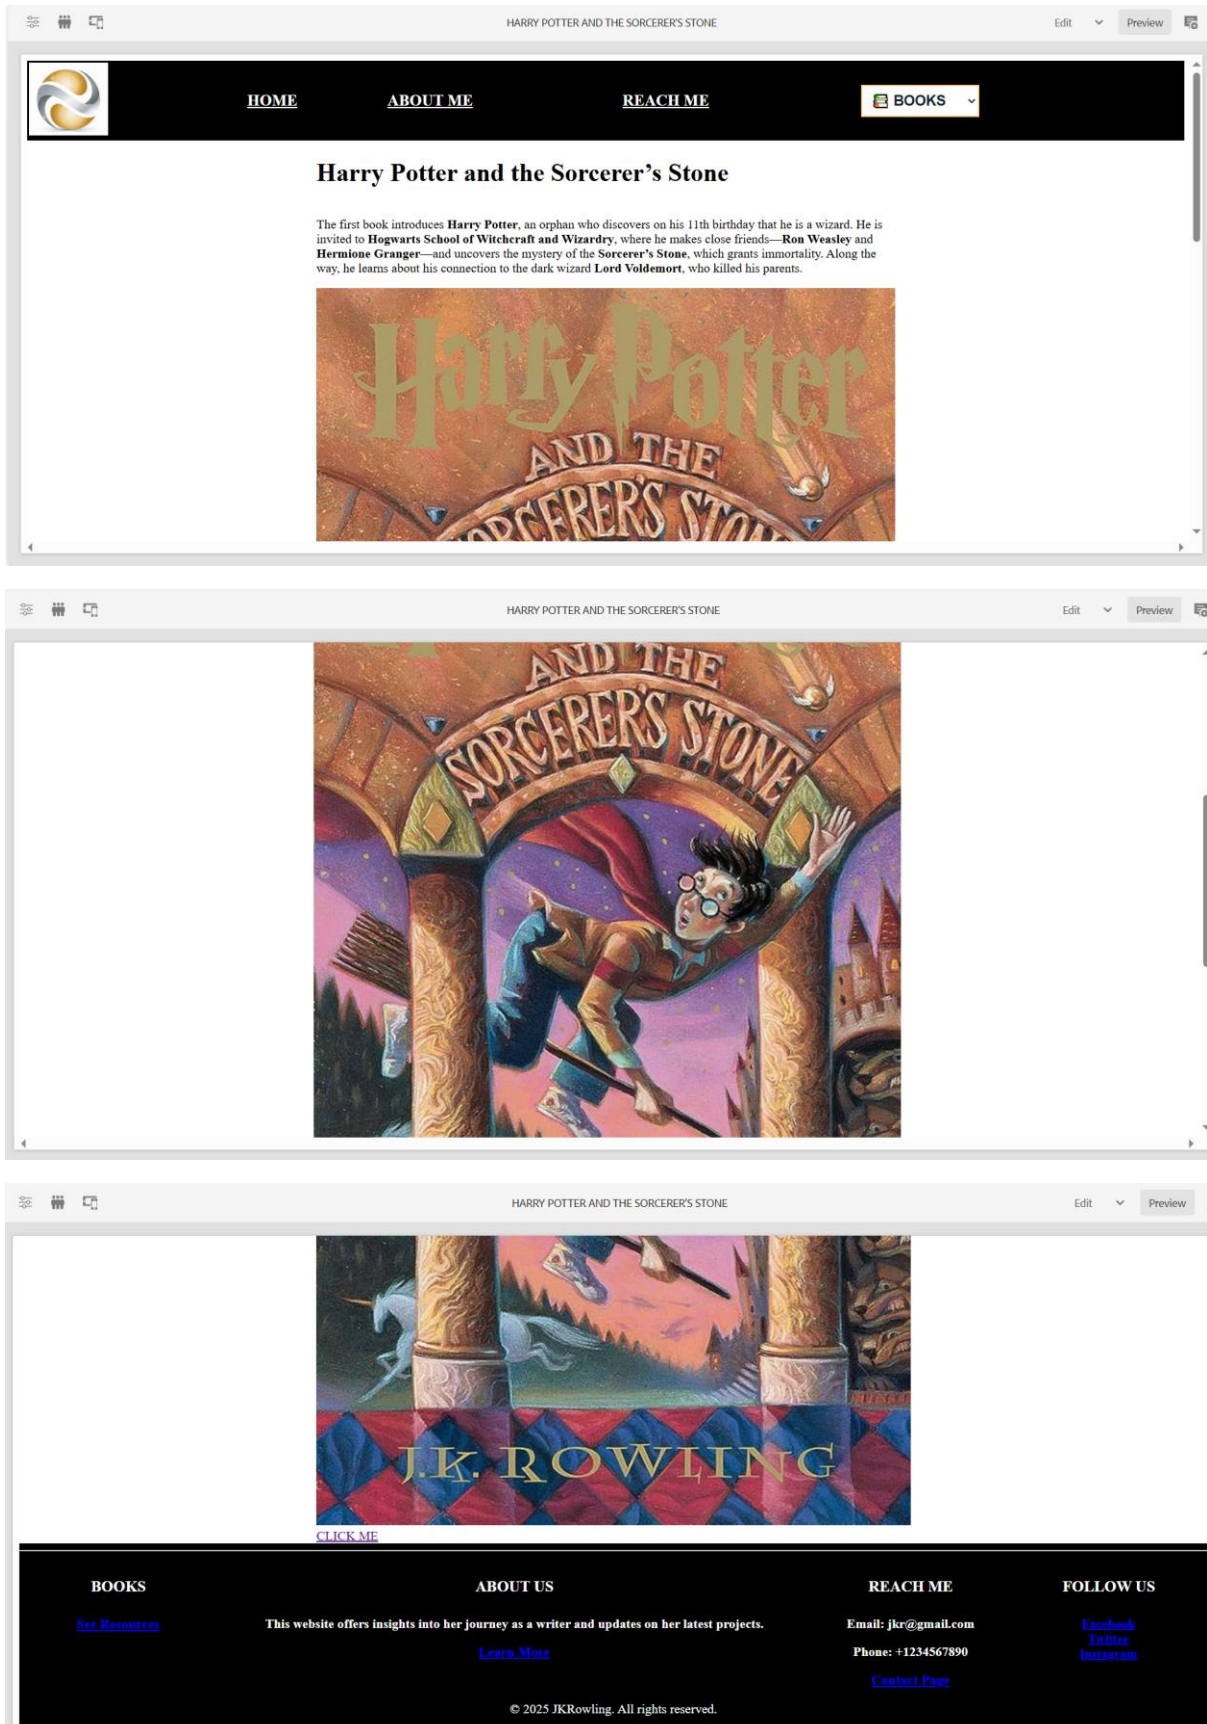 HARRY POTTER AND THE SORCERER'S STONE
Edit
Preview
HOME
ABOUT ME
REACH ME
BOOKS
Harry Potter and the Sorcerer’s Stone
The first book introduces Harry Potter, an orphan who discovers on his 11th birthday that he is a wizard. He is
invited to Hogwarts School of Witchcraft and Wizardry, where he makes close friends—Ron Weasley and
Hermione Granger—and uncovers the mystery of the Sorcerer’s Stone, which grants immortality. Along the
way, he learns about his connection to the dark wizard Lord Voldemort, who killed his parents.
Harry Potter
AND THE
SORCERER'S STONE
HARRY POTTER AND THE SORCERER'S STONE
Edit
Preview
AND THE
SORCERER'S STONE
HARRY POTTER AND THE SORCERER'S STONE
Edit
Preview
J.K. ROWLING
CLICK ME
BOOKS
See Resources
ABOUT US
This website offers insights into her journey as a writer and updates on her latest projects.
Learn More
REACH ME
Email: jkr@gmail.com
Phone: +1234567890
Contact Page
FOLLOW US
Facebook
Twitter
Instagram
© 2025 JKRowling. All rights reserved.